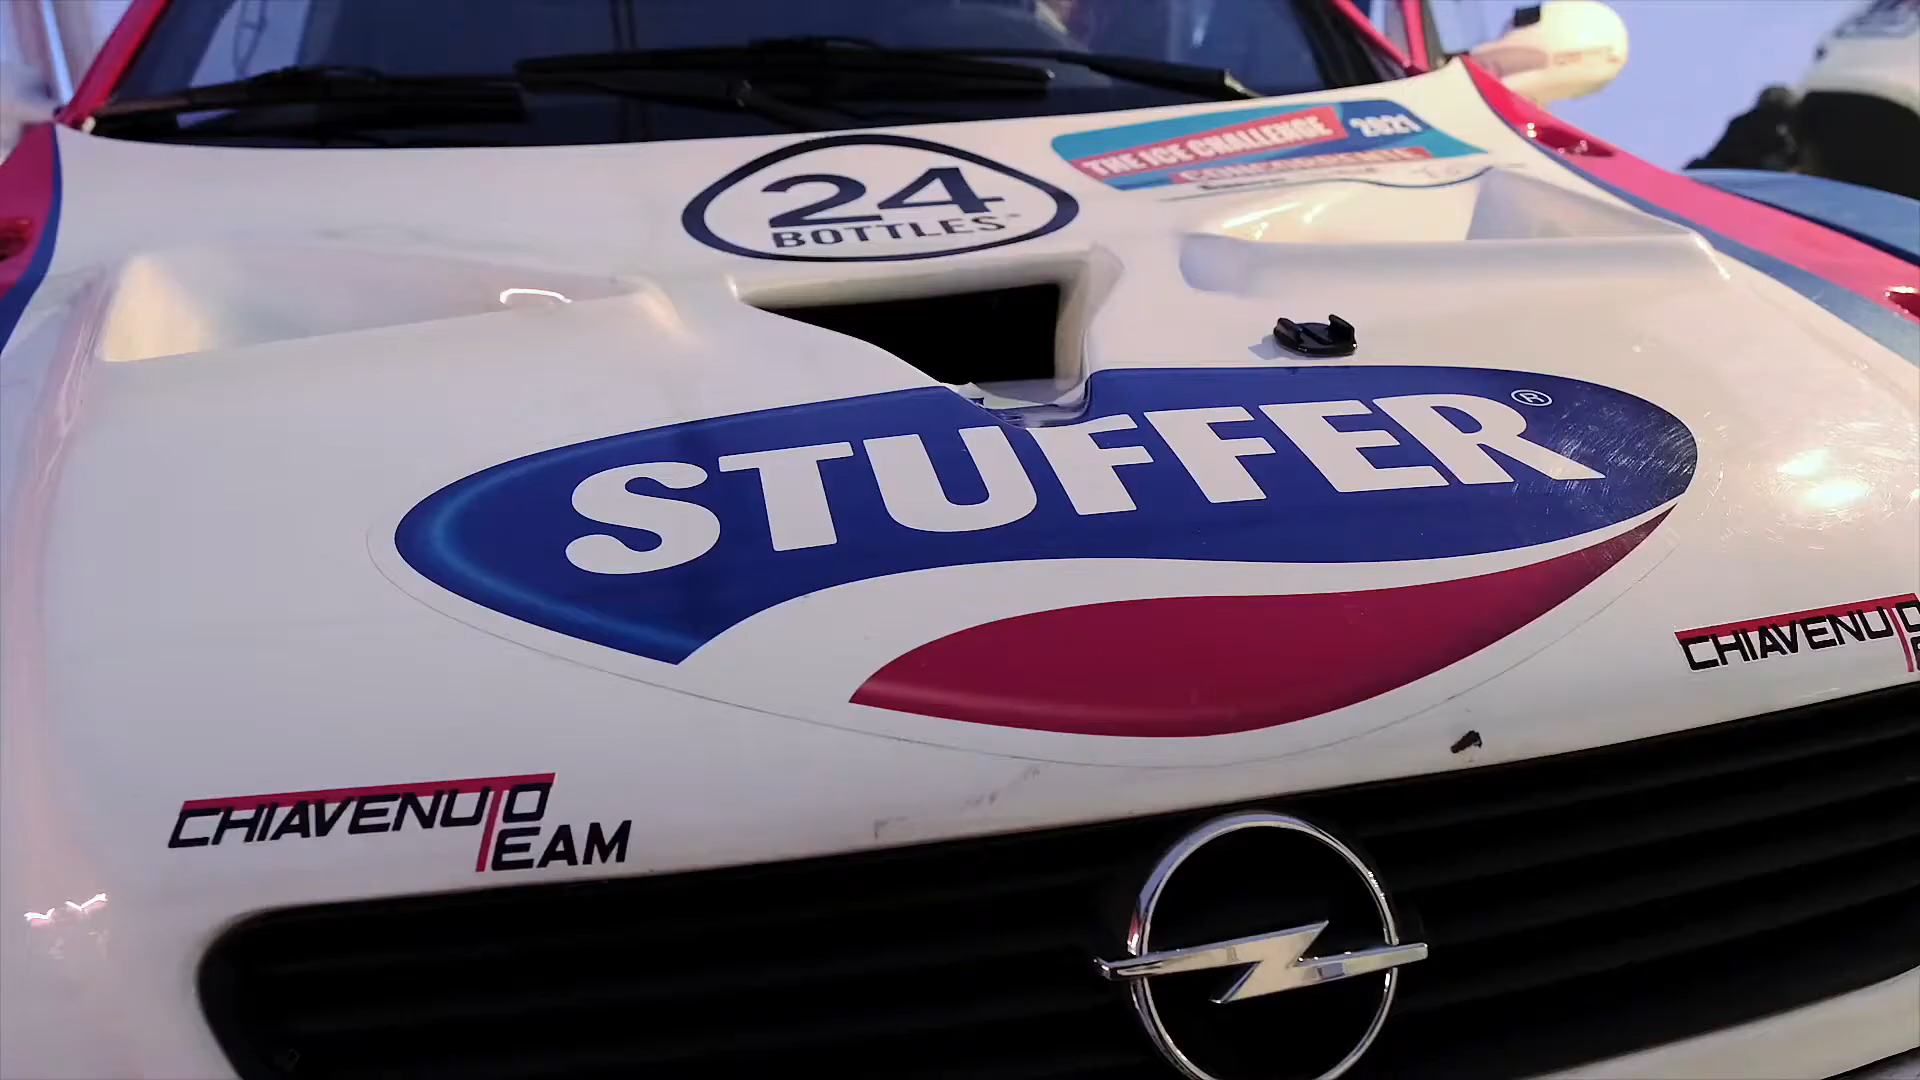 THE ICE CHALLENGE 2021
24
BOTTLES
STUFFER®
CHIAVENUTO
TEAM
CHIAVENUTO